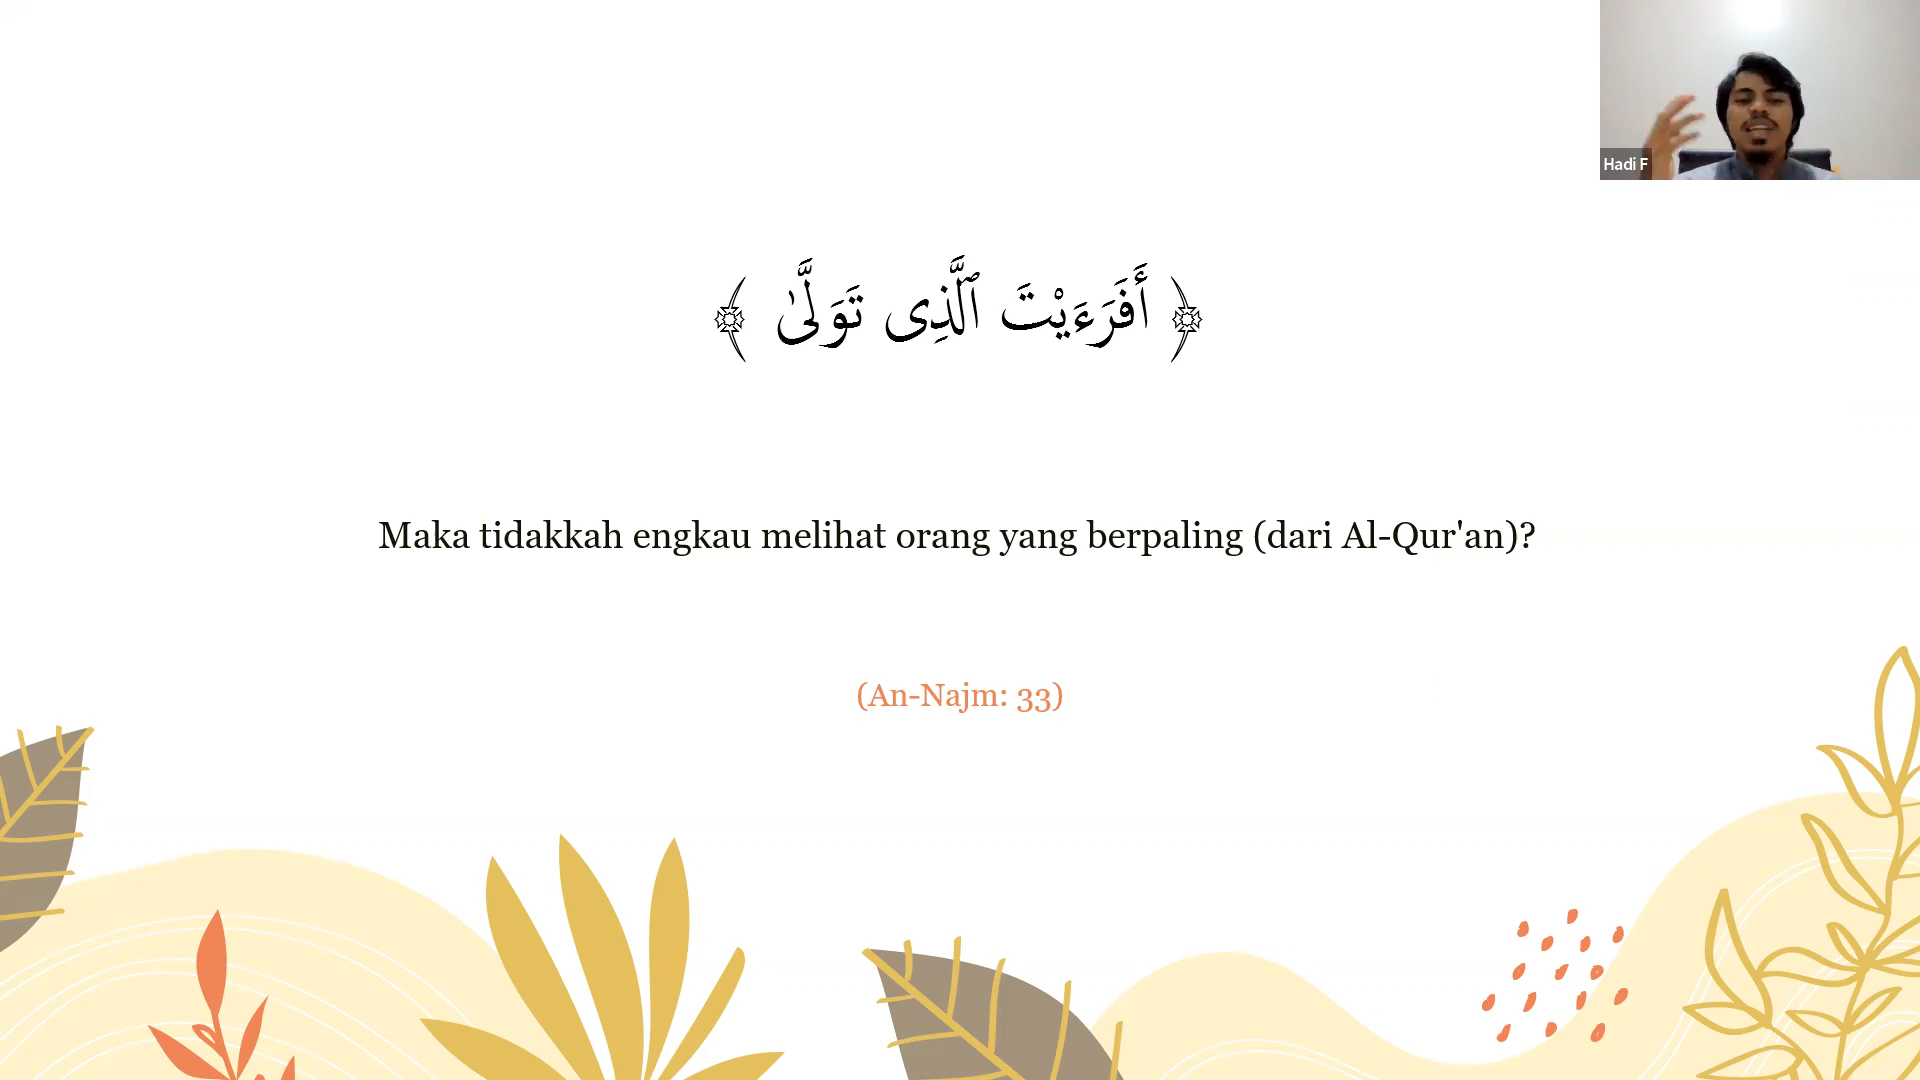 Hadi F
﴿ أَفَرَءَيْتَ ٱلَّذِى تَوَلَّىٰ ﴾
Maka tidakkah engkau melihat orang yang berpaling (dari Al-Qur'an)?
(An-Najm: 33)